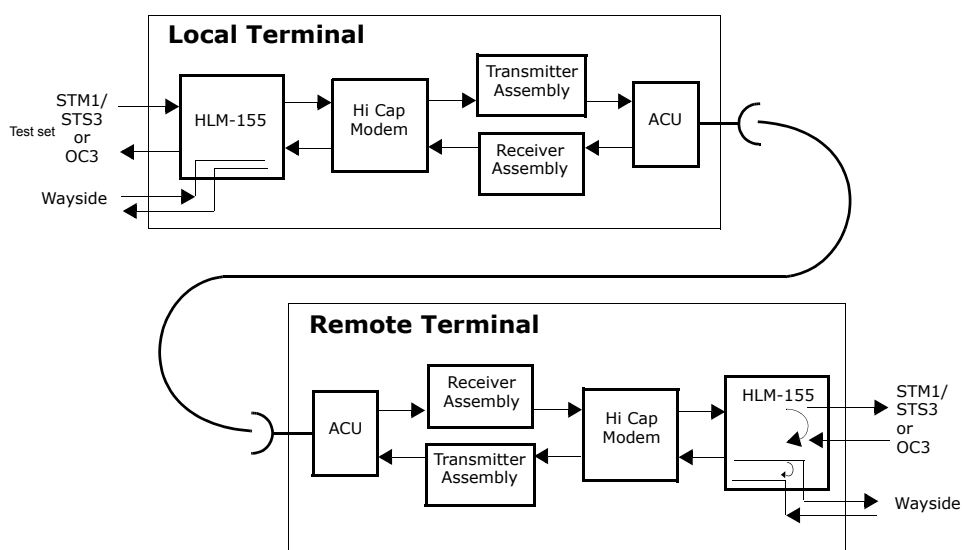 Local Terminal
STM1/
STS3
Test set
or
OC3
Wayside
HLM-155
Hi Cap
Modem
Transmitter
Assembly
Receiver
Assembly
ACU
Remote Terminal
ACU
Receiver
Assembly
Transmitter
Assembly
Hi Cap
Modem
HLM-155
STM1/
STS3
or
OC3
Wayside